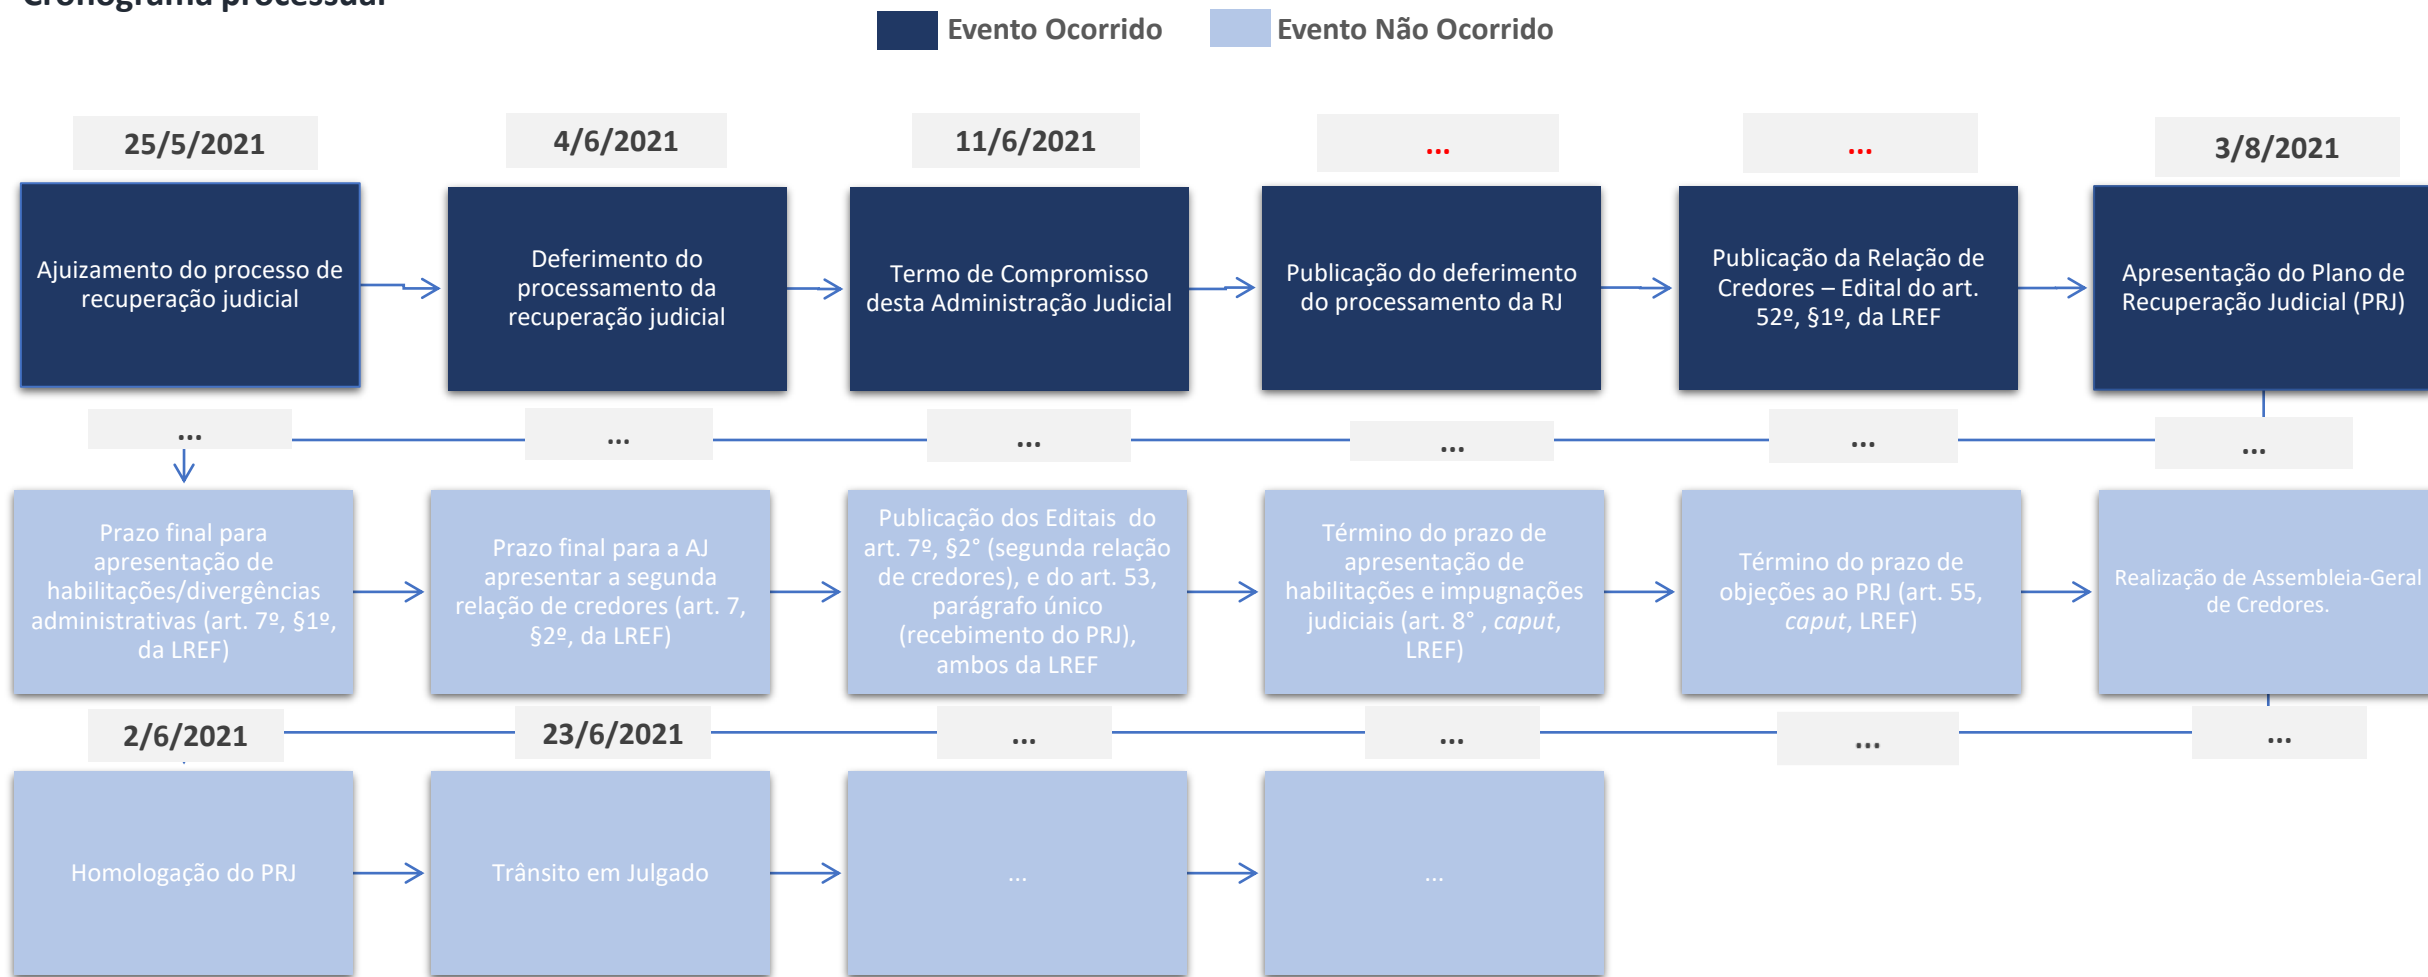 Cronograma processual
Evento Ocorrido
Evento Não Ocorrido
25/5/2021
4/6/2021
11/6/2021
...
...
3/8/2021
Ajuizamento do processo de
recuperação judicial
Deferimento do
processamento da
recuperação judicial
Termo de Compromisso
desta Administração Judicial
Publicação do deferimento
do processamento da RJ
Publicação da Relação de
Credores – Edital do art.
52º, §1º, da LREF
Apresentação do Plano de
Recuperação Judicial (PRJ)
...
...
...
...
...
...
Prazo final para
apresentação de
habilitações/divergências
administrativas (art. 7º, §1º,
da LREF)
Prazo final para a AJ
apresentar a segunda
relação de credores (art. 7,
§2º, da LREF)
Publicação dos Editais  do
art. 7º, §2° (segunda relação
de credores), e do art. 53,
parágrafo único
(recebimento do PRJ),
ambos da LREF
Término do prazo de
apresentação de
habilitações e impugnações
judiciais (art. 8° , caput,
LREF)
Término do prazo de
objeções ao PRJ (art. 55,
caput, LREF)
Realização de Assembleia-Geral
de Credores.
2/6/2021
23/6/2021
...
...
...
...
Homologação do PRJ
Trânsito em Julgado
...
...